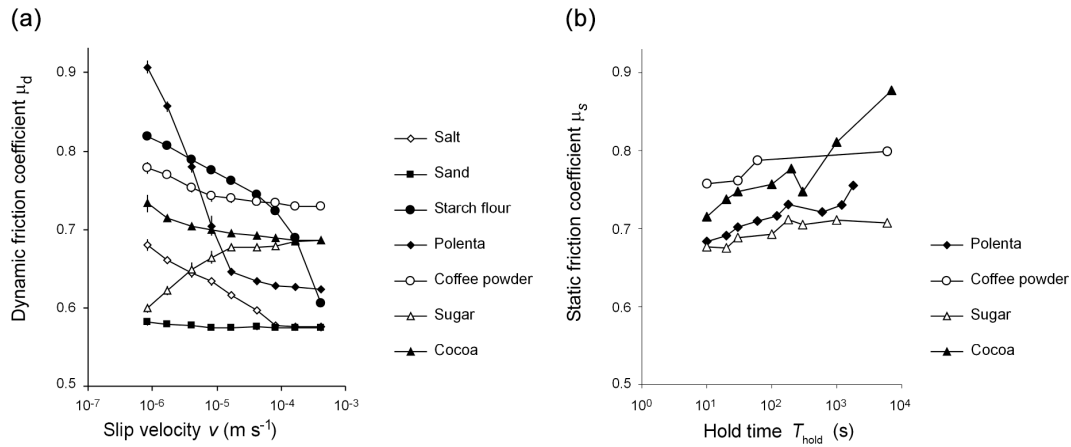 (a)
Dynamic friction coefficient μd
0.9
0.8
0.7
0.6
0.5
10-7
10-6
10-5
10-4
10-3
Slip velocity v (m s-1)
Salt
Sand
Starch flour
Polenta
Coffee powder
Sugar
Cocoa
(b)
Static friction coefficient μs
0.9
0.8
0.7
0.6
0.5
100
101
102
103
104
Hold time Thold (s)
Polenta
Coffee powder
Sugar
Cocoa